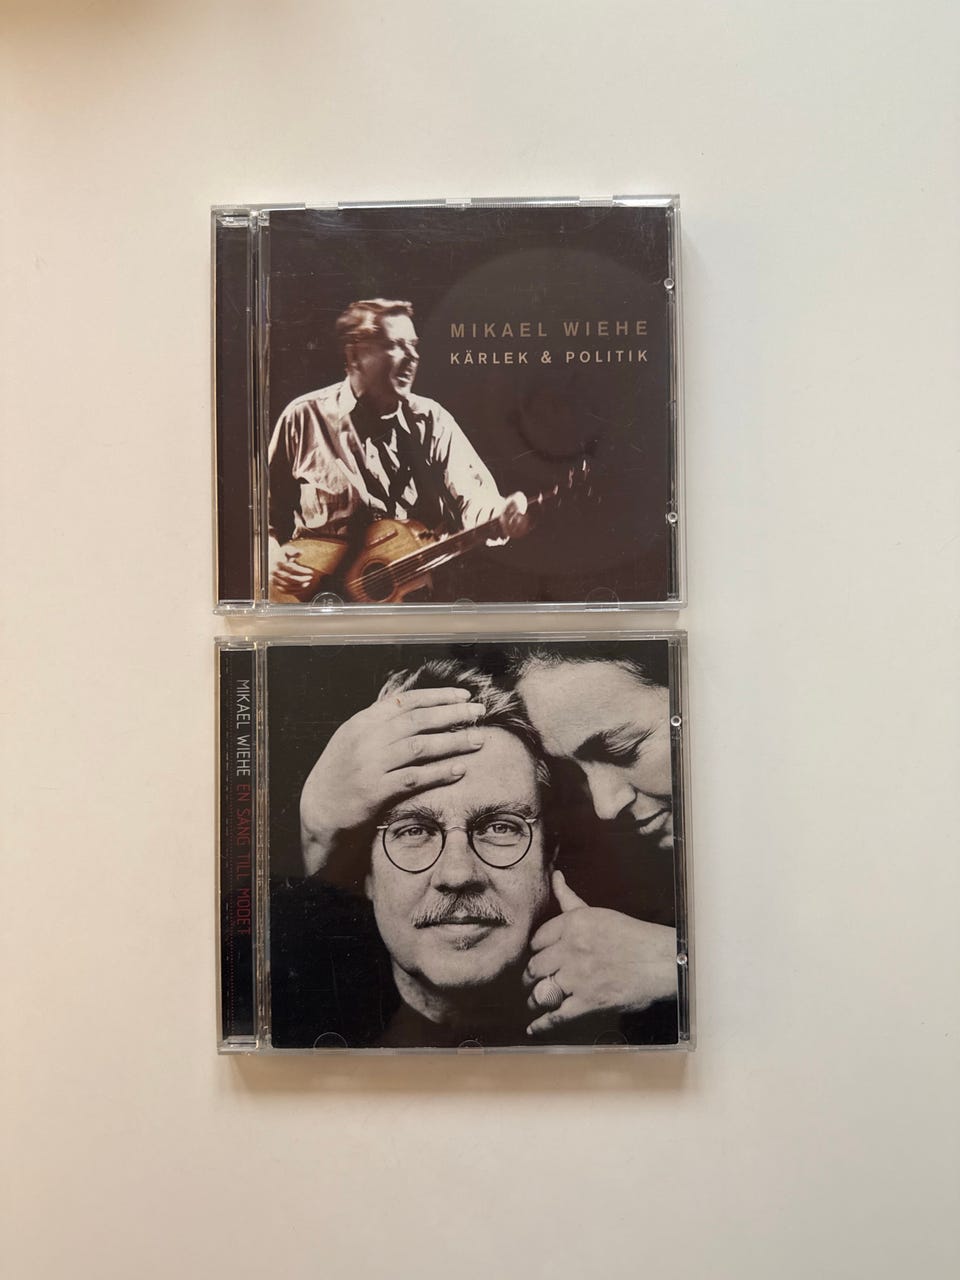 MIKAEL WIEHE
KÄRLEK & POLITIK
MIKAEL WIEHE EN SÅNG TILL MODET